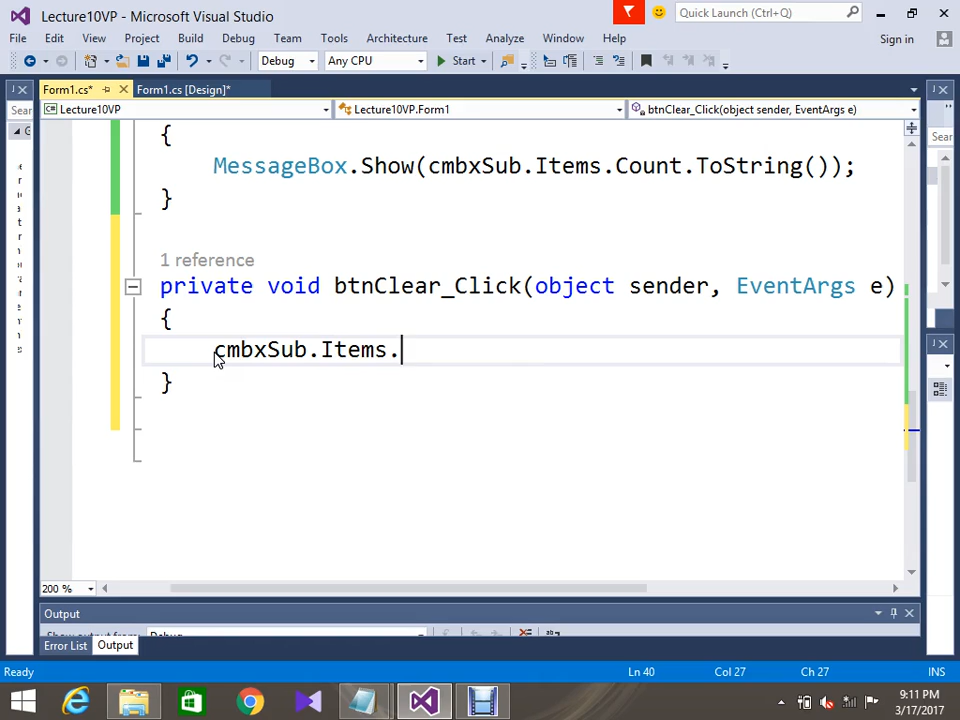 Lecture10VP - Microsoft Visual Studio
Quick Launch (Ctrl+Q)
File Edit View Project Build Debug Team Tools Architecture Test Analyze Window Help Sign in
Debug Any CPU Start
Form1.cs* Form1.cs [Design]*
Sear
Lecture10VP Lecture10VP.Form1 btnClear_Click(object sender, EventArgs e)
Sear
{
MessageBox.Show(cmbxSub.Items.Count.ToString());
}
1 reference
private void btnClear_Click(object sender, EventArgs e)
{
cmbxSub.Items.
}
200 %
Output
Error List Output
Ready Ln 40 Col 27 Ch 27 INS
9:11 PM
3/17/2017